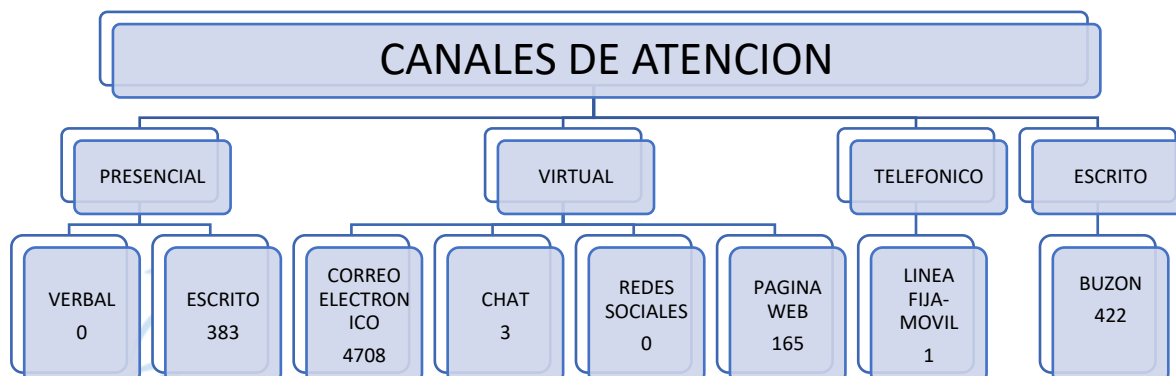 CANALES DE ATENCION
PRESENCIAL
VIRTUAL
TELEFONICO
ESCRITO
VERBAL
0
ESCRITO
383
CORREO
ELECTRON
ICO
4708
CHAT
3
REDES
SOCIALES
0
PAGINA
WEB
165
LINEA
FIJA-
MOVIL
1
BUZON
422